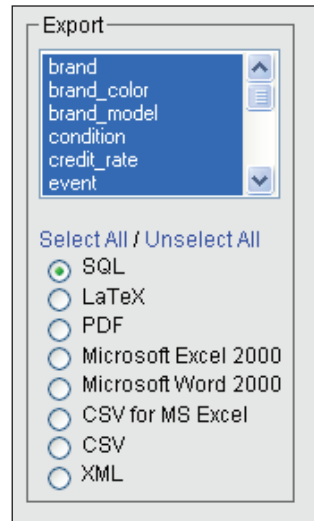 Export
brand
brand_color
brand_model
condition
credit_rate
event
Select All / Unselect All
SQL
LaTeX
PDF
Microsoft Excel 2000
Microsoft Word 2000
CSV for MS Excel
CSV
XML